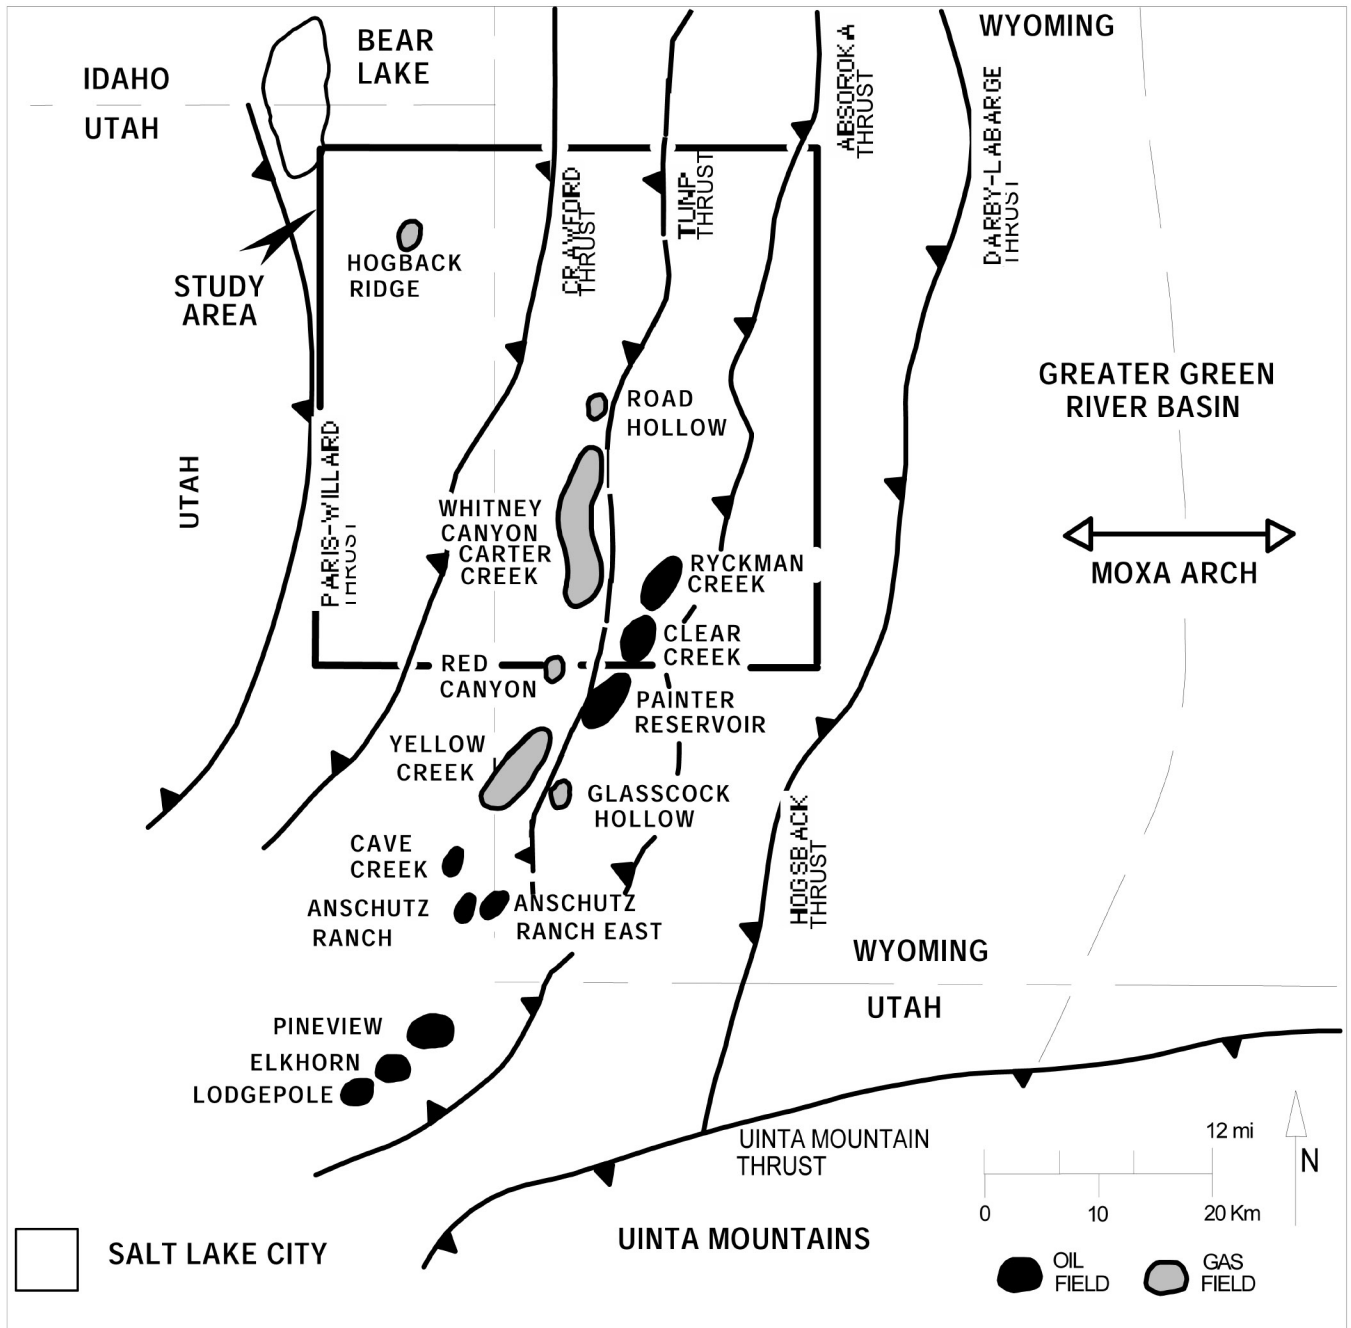 WYOMING
BEAR
LAKE
IDAHO
UTAH
ABSOROKA
THRUST
DARBY-LABARGE
THRUST
CRAWFORD
THRUST
TUNP
THRUST
HOGBACK
RIDGE
STUDY
AREA
GREATER GREEN
RIVER BASIN
ROAD
HOLLOW
UTAH
PARIS-WILLARD
THRUST
WHITNEY
CANYON
CARTER
CREEK
RYCKMAN
CREEK
MOXA ARCH
CLEAR
CREEK
RED
CANYON
PAINTER
RESERVOIR
YELLOW
CREEK
GLASSCOCK
HOLLOW
HOGSBACK
THRUST
CAVE
CREEK
ANSCHUTZ
RANCH
ANSCHUTZ
RANCH EAST
WYOMING
UTAH
PINEVIEW
ELKHORN
LODGEPOLE
UINTA MOUNTAIN
THRUST
12 mi
N
0 10 20 Km
UINTA MOUNTAINS
SALT LAKE CITY
OIL
FIELD
GAS
FIELD